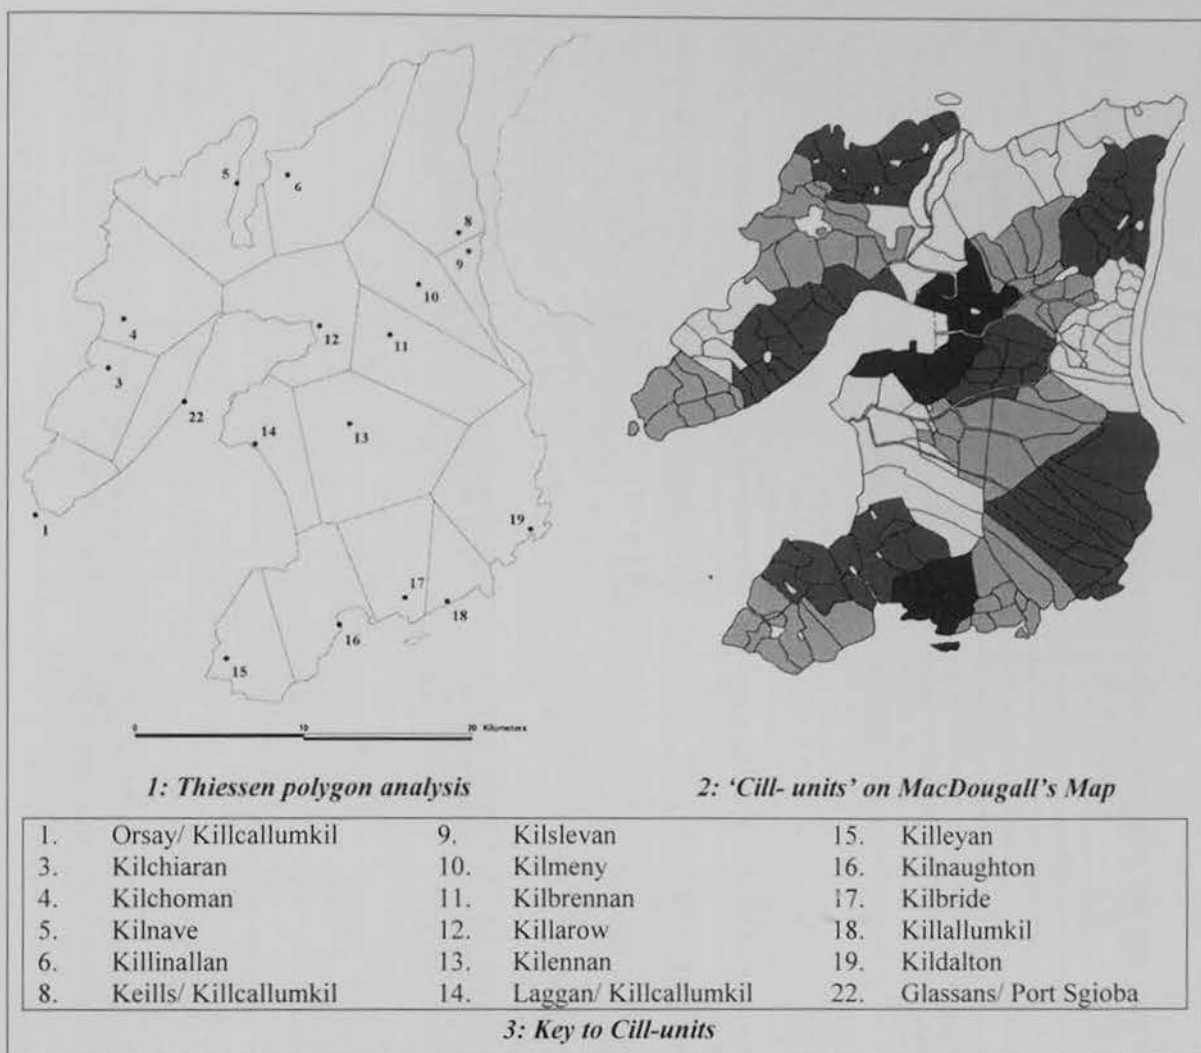 5
6
8
9
10
4
12
11
3
22
14
13
1
19
17
18
16
15
0 10 20 Kilometers
1: Thiessen polygon analysis
2: 'Cill- units' on MacDougall's Map
1. Orsay/ Killcallumkil 9. Kilslevan 15. Killeyan
3. Kilchiaran 10. Kilmeny 16. Kilnaughton
4. Kilchoman 11. Kilbrennan 17. Kilbride
5. Kilnave 12. Killarow 18. Killallumkil
6. Killinallan 13. Kilennan 19. Kildalton
8. Keills/ Killcallumkil 14. Laggan/ Killcallumkil 22. Glassans/ Port Sgioba
3: Key to Cill-units